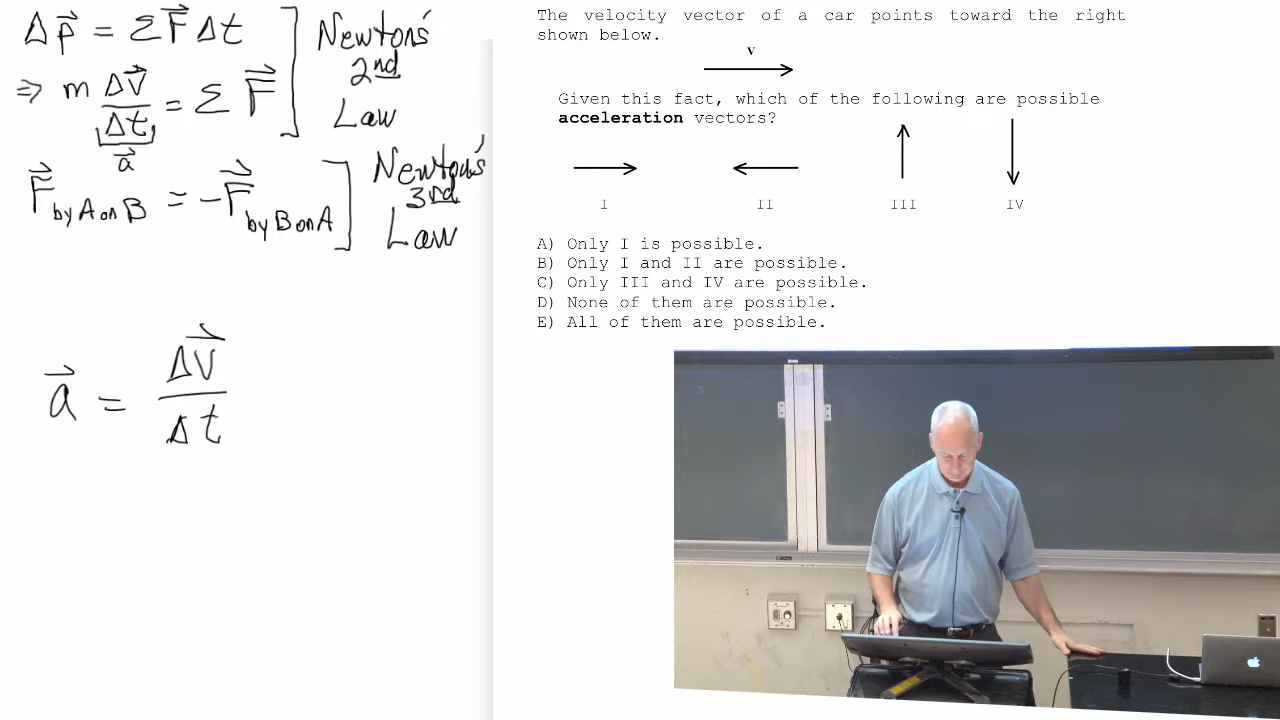 Δp⃗ = ΣF⃗ Δt
⇒ m Δv⃗/Δt = Σ F⃗
a⃗
Newton's
2nd
Law
F⃗ by A on B = -F⃗ by B on A
Newton's
3rd
Law
a⃗ = Δv⃗/Δt
The velocity vector of a car points toward the right
shown below.
v
Given this fact, which of the following are possible
acceleration vectors?
I II III IV
A) Only I is possible.
B) Only I and II are possible.
C) Only III and IV are possible.
D) None of them are possible.
E) All of them are possible.